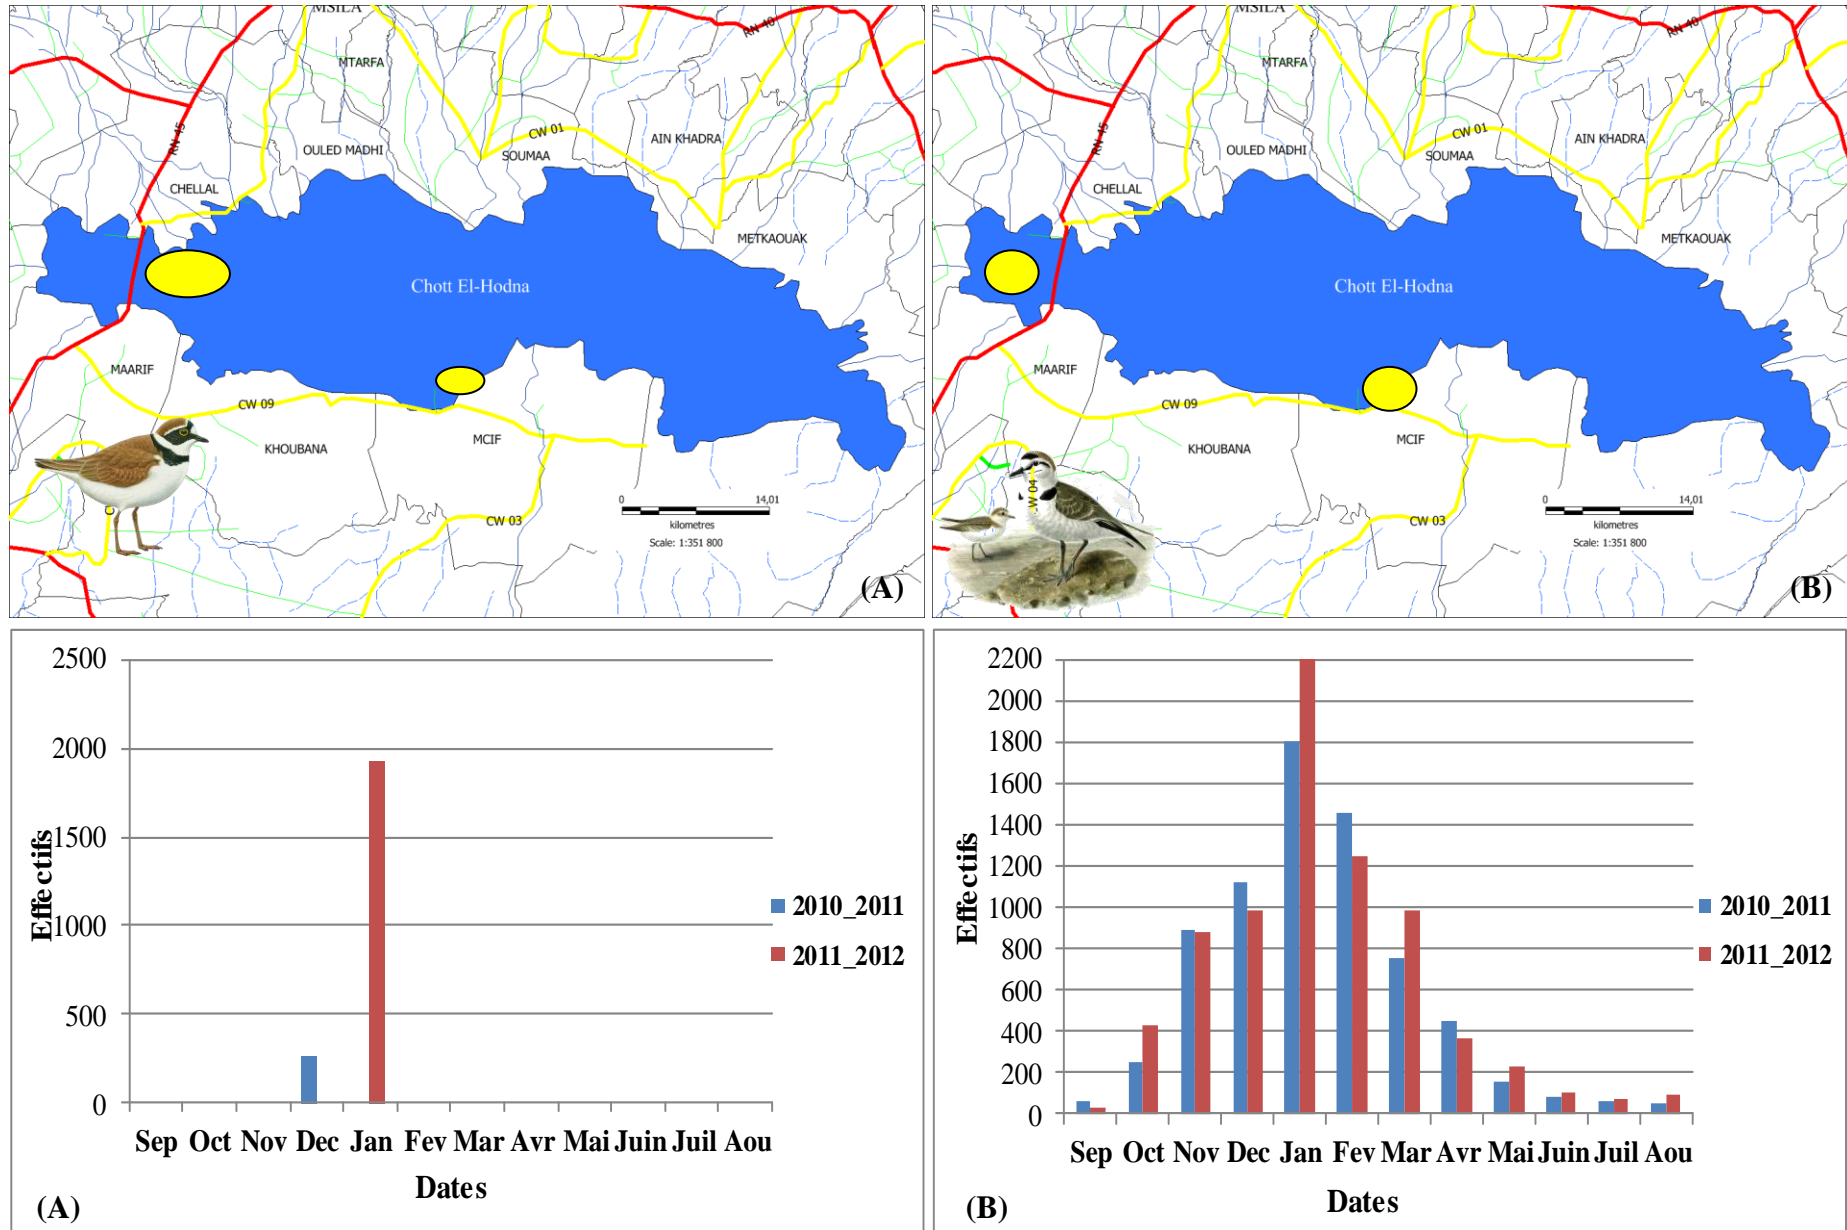 MSILA
RN 40
MTARFA
RN 45
CW 01
AIN KHADRA
OULED MADHI
SOUMAA
CHELLAL
METKAOUAK
Chott El-Hodna
MAARIF
CW 09
KHOUBANA
MCIF
0 14,01
kilometres
CW 03
Scale: 1:351 800
(A)
MSILA
RN 40
MTARFA
RN 45
CW 01
AIN KHADRA
OULED MADHI
SOUMAA
CHELLAL
METKAOUAK
Chott El-Hodna
MAARIF
CW 09
KHOUBANA
MCIF
W 04
0 14,01
kilometres
CW 03
Scale: 1:351 800
(B)
2500
2000
1500
1000
500
0
Effectifs
Sep Oct Nov Dec Jan Fev Mar Avr Mai Juin Juil Aou
Dates
2010_2011
2011_2012
(A)
2200
2000
1800
1600
1400
1200
1000
800
600
400
200
0
Effectifs
Sep Oct Nov Dec Jan Fev Mar Avr Mai Juin Juil Aou
Dates
2010_2011
2011_2012
(B)